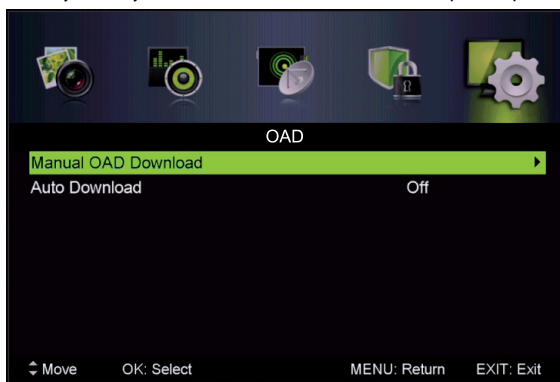 OAD
Manual OAD Download
Auto Download Off
Move OK: Select MENU: Return EXIT: Exit